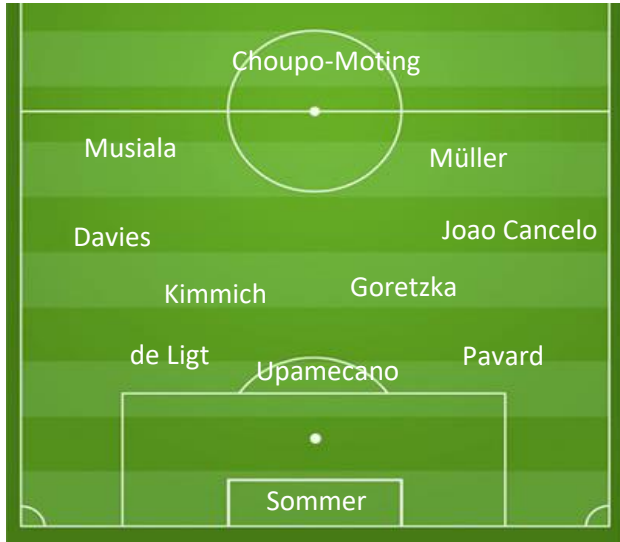 Choupo-Moting
Musiala
Müller
Davies
Joao Cancelo
Kimmich
Goretzka
de Ligt
Upamecano
Pavard
Sommer